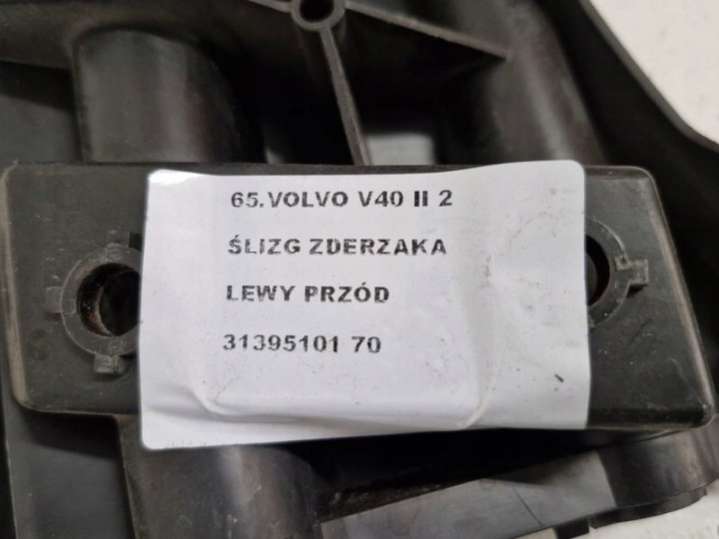 65.VOLVO V40 II 2
ŚLIZG ZDERZAKA
LEWY PRZÓD
31395101 70